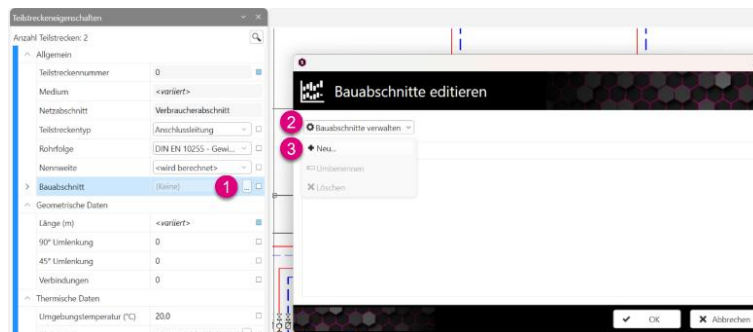 Teilstreckeneigenschaften
Anzahl Teilstrecken: 2
Allgemein
Teilstreckennummer 0
Medium <variiert>
Netzabschnitt Verbraucherabschnitt
Teilstreckentyp Anschlussleitung
Rohrfolge DIN EN 10255 - Gewi...
Nennweite <wird berechnet>
Bauabschnitt (Keine) 1 ...
Geometrische Daten
Länge (m) <variiert>
90° Umlenkung 0
45° Umlenkung 0
Verbindungen 0
Thermische Daten
Umgebungstemperatur (°C) 20.0
Bauabschnitte editieren
2 Bauabschnitte verwalten
3 Neu...
Umbenennen
Löschen
OK Abbrechen